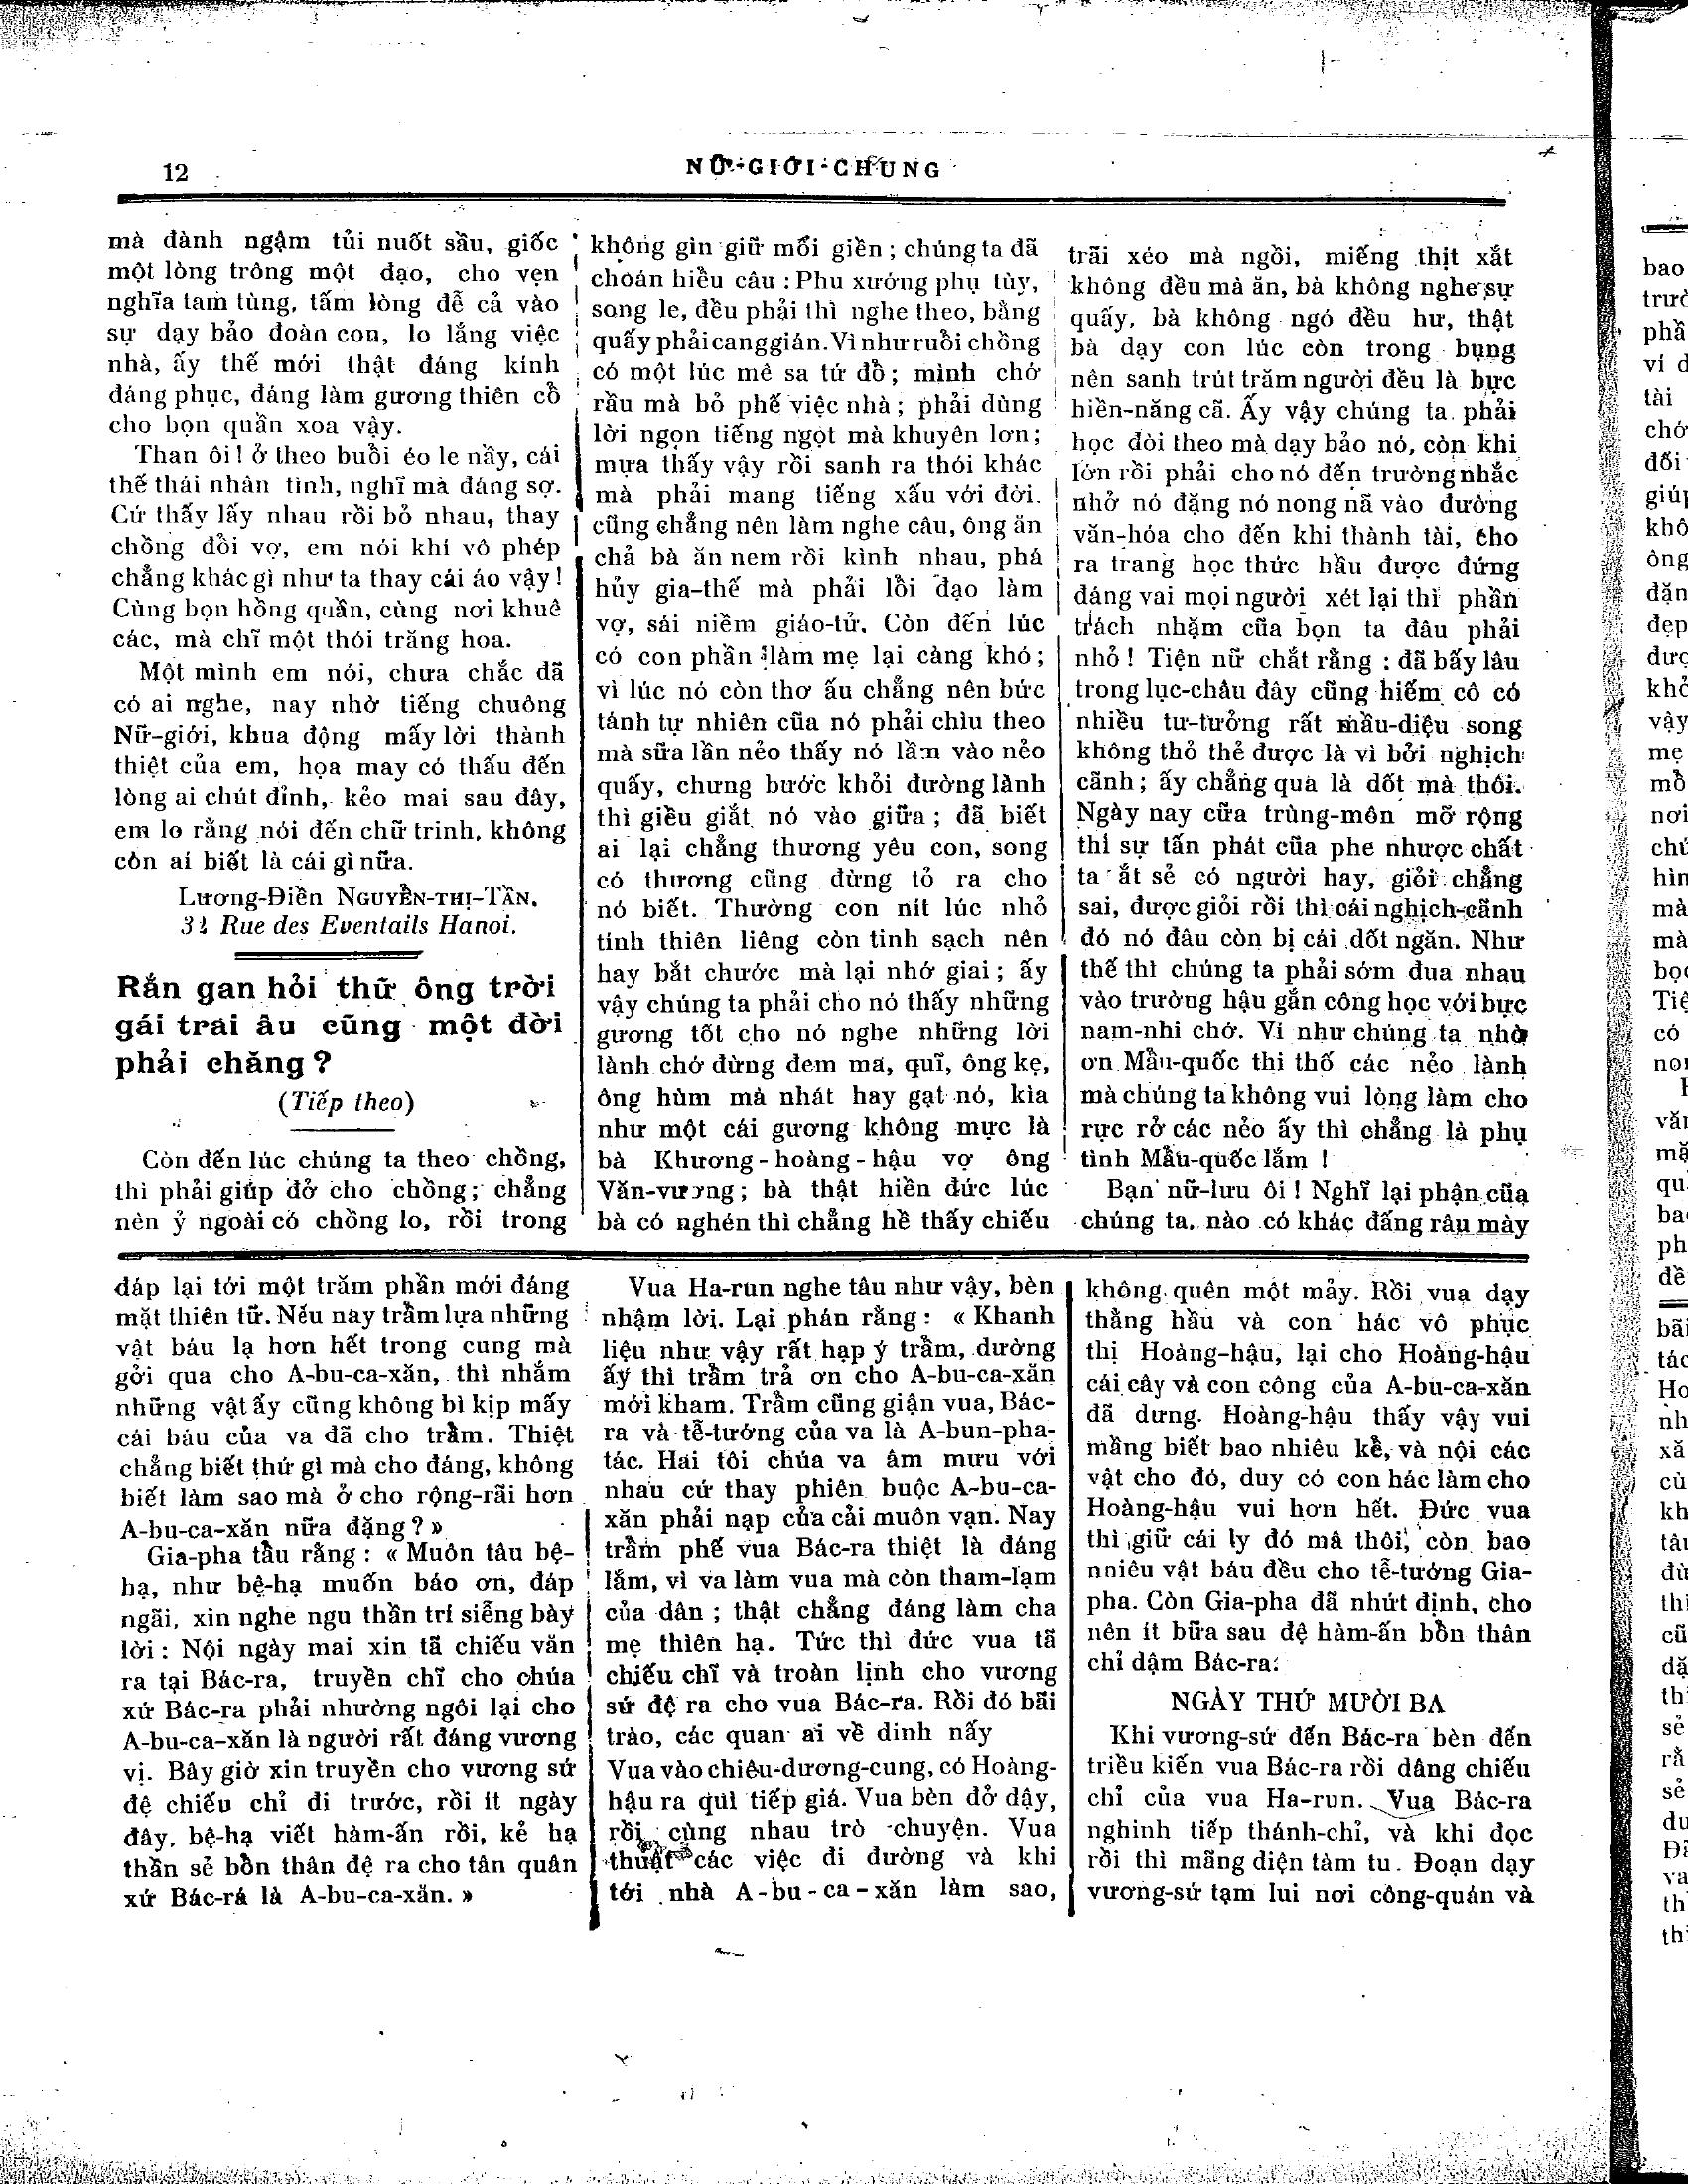 12
NỮ-GIỚI-CHUNG
mà đành ngậm tủi nuốt sầu, giốc
một lòng trông một đạo, cho vẹn
nghĩa tam tùng, tấm lòng để cả vào
sự dạy bảo đoàn con, lo lắng việc
nhà, ấy thế mới thật đáng kính
đáng phục, đáng làm gương thiên cổ
cho bọn quần xoa vậy.
Than ôi! ở theo buổi éo le nầy, cái
thế thái nhân tình, nghĩ mà đáng sợ.
Cứ thấy lấy nhau rồi bỏ nhau, thay
chồng đổi vợ, em nói khí vô phép
chẳng khác gì như ta thay cái áo vậy!
Cùng bọn hồng quần, cùng nơi khuê
các, mà chĩ một thói trăng hoa.
Một mình em nói, chưa chắc đã
có ai nghe, nay nhờ tiếng chuông
Nữ-giới, khua động mấy lời thành
thiệt của em, họa may có thấu đến
lòng ai chút đỉnh, kẻo mai sau đây,
em lo rằng nói đến chữ trinh, không
còn ai biết là cái gì nữa.
Lương-Điền NGUYỄN-THỊ-TẦN.
Rue des Eventails Hanoi.
Rắn gan hỏi thữ ông trời
gái trai âu cũng một đời
phải chăng?
(Tiếp theo)
Còn đến lúc chúng ta theo chồng,
thì phải giúp đở cho chồng; chẳng
nên ỷ ngoài có chồng lo, rồi trong
không gìn giữ mối giền; chúng ta đã
choán hiều câu: Phu xướng phụ tùy,
song le, đều phải thì nghe theo, bằng
quấy phải can gián. Vì như ruồi chồng
có một lúc mê sa tứ đổ; mình chớ
rầu mà bỏ phế việc nhà; phải dùng
lời ngọn tiếng ngọt mà khuyên lơn;
mựa thấy vậy rồi sanh ra thói khác
mà phải mang tiếng xấu với đời.
cũng chẳng nên làm nghe câu, ông ăn
chả bà ăn nem rồi kình nhau, phá
hủy gia-thế mà phải lỗi đạo làm
vợ, sái niềm giáo-tử. Còn đến lúc
có con phần làm mẹ lại càng khó;
vì lúc nó còn thơ ấu chẳng nên bức
tánh tự nhiên cũa nó phải chìu theo
mà sữa lần nẻo thấy nó lầm vào nẻo
quấy, chưng bước khỏi đường lành
thì giều giắt nó vào giữa; đã biết
ai lại chẳng thương yêu con, song
có thương cũng đừng tỏ ra cho
nó biết. Thường con nít lúc nhỏ
tính thiên liêng còn tinh sạch nên
hay bắt chước mà lại nhớ giai; ấy
vậy chúng ta phải cho nó thấy những
gương tốt cho nó nghe những lời
lành chớ đừng đem ma, quĩ, ông kẹ,
ông hùm mà nhát hay gạt nó, kìa
như một cái gương không mực là
bà Khương-hoàng-hậu vợ ông
Văn-vương; bà thật hiền đức lúc
bà có nghén thì chẳng hề thấy chiếu
trãi xéo mà ngồi, miếng thịt xắt
không đều mà ăn, bà không nghe sự
quấy, bà không ngó đều hư, thật
bà dạy con lúc còn trong bụng
nên sanh trút trăm người đều là bực
hiền-năng cã. Ấy vậy chúng ta phải
học đòi theo mà dạy bảo nó, còn khi
lớn rồi phải cho nó đến trường nhắc
nhở nó đặng nó nong nã vào đường
văn-hóa cho đến khi thành tài, cho
ra trang học thức hầu được đứng
đáng vai mọi người xét lại thì phần
trách nhậm cũa bọn ta đâu phải
nhỏ! Tiện nữ chắt rằng: đã bấy lâu
trong lục-châu đây cũng hiếm cô có
nhiều tư-tưởng rất mầu-diệu song
không thỏ thẻ được là vì bởi nghịch
cãnh; ấy chẳng qua là dốt mà thôi.
Ngày nay cữa trùng-môn mỡ rộng
thì sự tấn phát cũa phe nhược chất
ta ắt sẻ có người hay, giỏi chẳng
sai, được giỏi rồi thì cái nghịch-cãnh
đó nó đâu còn bị cái dốt ngăn. Như
thế thì chúng ta phải sớm đua nhau
vào trường hậu gắn công học với bực
nam-nhi chớ. Ví như chúng ta nhờ
ơn Mẫu-quốc thi thố các nẻo lành
mà chúng ta không vui lòng làm cho
rực rở các nẻo ấy thì chẳng là phụ
tình Mẫu-quốc lắm!
Bạn nữ-lưu ôi! Nghĩ lại phận cũa
chúng ta, nào có khác đấng râu mày
đáp lại tới một trăm phần mới đáng
mặt thiên tử. Nếu nay trẫm lựa những
vật báu lạ hơn hết trong cung mà
gởi qua cho A-bu-ca-xăn, thì nhắm
những vật ấy cũng không bì kịp mấy
cái báu của va đã cho trẫm. Thiệt
chẳng biết thứ gì mà cho đáng, không
biết làm sao mà ở cho rộng-rãi hơn
A-bu-ca-xăn nữa đặng?»
Gia-pha tâu rằng: « Muôn tâu bệ-
hạ, như bệ-hạ muốn báo ơn, đáp
ngãi, xin nghe ngu thần trí siễng bày
lời: Nội ngày mai xin tã chiếu văn
ra tại Bác-ra, truyền chĩ cho chúa
xứ Bác-ra phải nhường ngôi lại cho
A-bu-ca-xăn là người rất đáng vương
vị. Bây giờ xin truyền cho vương sứ
đệ chiếu chỉ đi trước, rồi ít ngày
đây, bệ-hạ viết hàm-ấn rồi, kẻ hạ
thần sẻ bổn thân đệ ra cho tân quân
xứ Bác-rá là A-bu-ca-xăn. »
Vua Ha-run nghe tâu như vậy, bèn
nhậm lời. Lại phán rằng: « Khanh
liệu như vậy rất hạp ý trẫm, dường
ấy thì trẫm trả ơn cho A-bu-ca-xăn
mới kham. Trẫm cũng giận vua, Bác-
ra và tể-tướng của va là A-bun-pha-
tác. Hai tôi chúa va âm mưu với
nhau cứ thay phiên buộc A-bu-ca-
xăn phải nạp của cải muôn vạn. Nay
trẫm phế vua Bác-ra thiệt là đáng
lắm, vì va làm vua mà còn tham-lạm
của dân; thật chẳng đáng làm cha
mẹ thiên hạ. Tức thì đức vua tã
chiếu chĩ và troàn lịnh cho vương
sứ đệ ra cho vua Bác-ra. Rồi đó bãi
trào, các quan ai về dinh nấy
Vua vào chiêu-dương-cung, có Hoàng-
hậu ra quì tiếp giá. Vua bèn đở dậy,
rồi cùng nhau trò chuyện. Vua
thuật các việc đi đường và khi
tới nhà A-bu-ca-xăn làm sao,
không quên một mảy. Rồi vua dạy
thằng hầu và con hác vô phục
thị Hoàng-hậu, lại cho Hoàng-hậu
cái cây và con công của A-bu-ca-xăn
đã dưng. Hoàng-hậu thấy vậy vui
mầng biết bao nhiêu kể, và nội các
vật cho đó, duy có con hác làm cho
Hoàng-hậu vui hơn hết. Đức vua
thì giữ cái ly đó mâ thôi, còn bao
nniêu vật báu đều cho tể-tướng Gia-
pha. Còn Gia-pha đã nhứt định, cho
nên ít bữa sau đệ hàm-ấn bổn thân
chỉ dậm Bác-ra.
NGÀY THỨ MƯỜI BA
Khi vương-sứ đến Bác-ra bèn đến
triều kiến vua Bác-ra rồi dâng chiếu
chỉ của vua Ha-run. Vua Bác-ra
nghinh tiếp thánh-chỉ, và khi đọc
rồi thì mãng diện tàm tu. Đoạn dạy
vương-sứ tạm lui nơi công-quán và